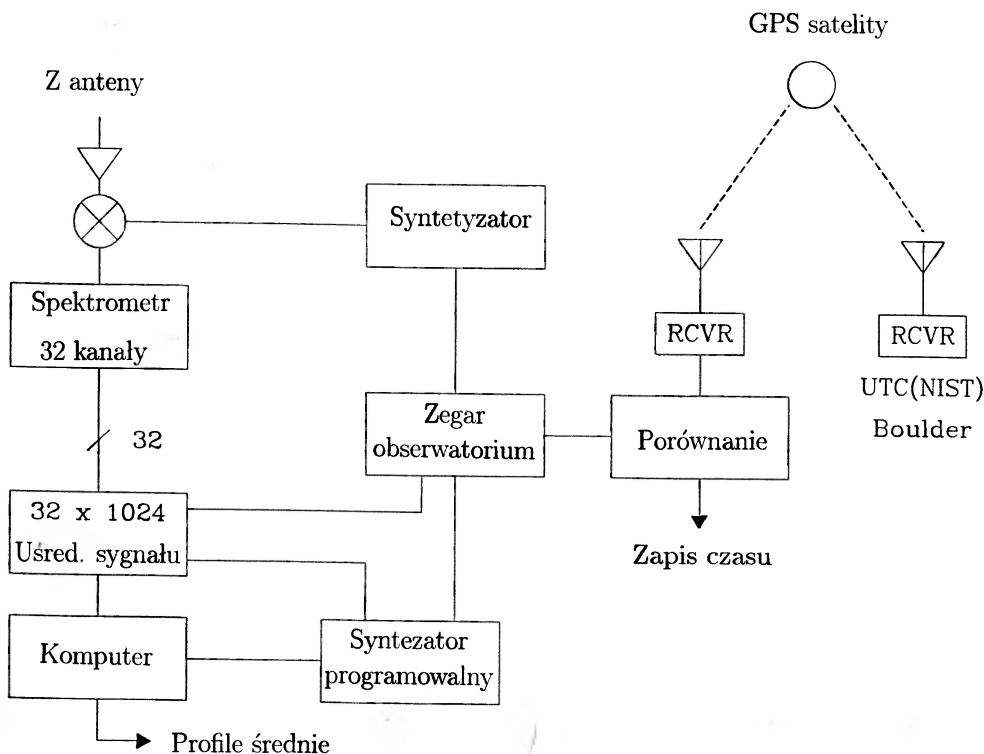 GPS satelity
Z anteny
Syntetyzator
Spektrometr
32 kanały
RCVR
RCVR
UTC(NIST)
Boulder
Zegar
obserwatorium
Porównanie
32
32 x 1024
Uśred. sygnału
Zapis czasu
Komputer
Syntezator
programowalny
Profile średnie